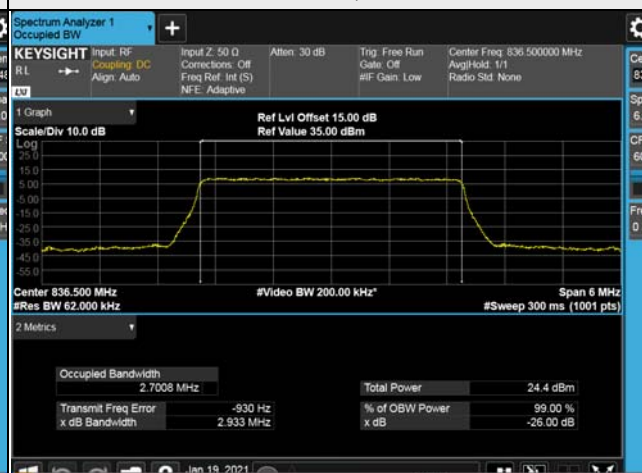 Spectrum Analyzer 1
Occupied BW
+
KEYSIGHT Input: RF Input Z: 50 Ω Atten: 30 dB Trig: Free Run Center Freq: 836.500000 MHz
RL Coupling: DC Corrections: Off Gate: Off Avg|Hold: 1/1
Align: Auto Freq Ref: Int (S) #IF Gain: Low Radio Std: None
LXI NFE: Adaptive
1 Graph
Ref Lvl Offset 15.00 dB
Scale/Div 10.0 dB Ref Value 35.00 dBm
Log
25.0
15.0
5.00
-5.00
-15.0
-25.0
-35.0
-45.0
-55.0
Center 836.500 MHz #Video BW 200.00 kHz* Span 6 MHz
#Res BW 62.000 kHz #Sweep 300 ms (1001 pts)
2 Metrics
Occupied Bandwidth
2.7008 MHz Total Power 24.4 dBm
Transmit Freq Error -930 Hz % of OBW Power 99.00 %
x dB Bandwidth 2.933 MHz x dB -26.00 dB
Jan 19, 2021